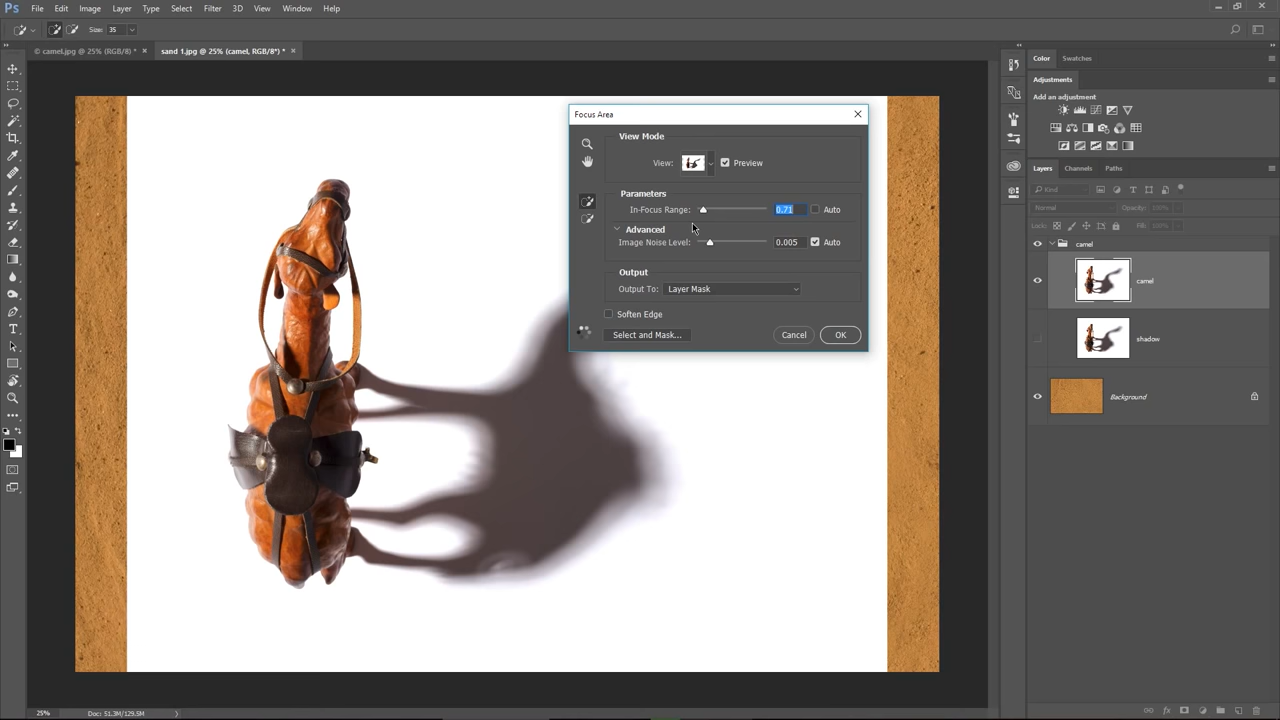 Ps File Edit Image Layer Type Select Filter 3D View Window Help
Size: 35
© camel.jpg @ 25% (RGB/8) * × sand 1.jpg @ 25% (camel, RGB/8*) * ×
Focus Area
View Mode
View: Preview
Parameters
In-Focus Range: 0.71 Auto
Advanced
Image Noise Level: 0.005 Auto
Output
Output To: Layer Mask
Soften Edge
Select and Mask... Cancel OK
Color Swatches
Adjustments
Add an adjustment
Layers Channels Paths
Kind
Normal Opacity: 100%
Lock: Fill: 100%
camel
camel
shadow
Background
25% Doc: 51.3M/129.5M